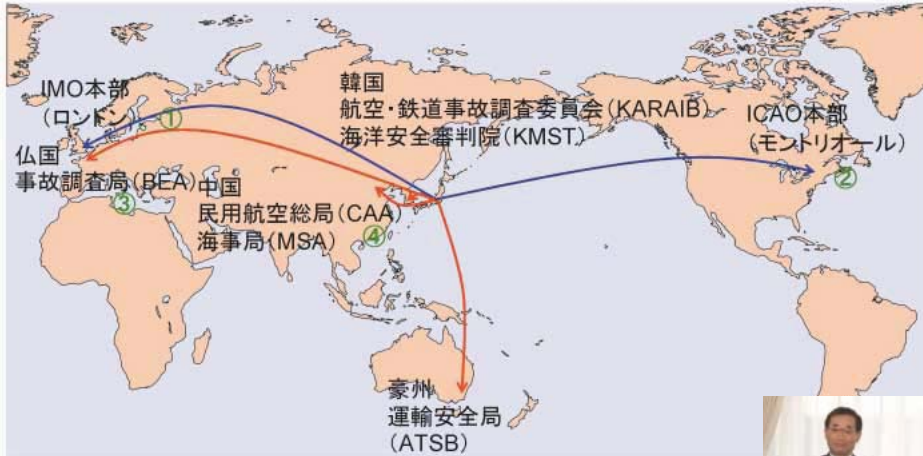 IMO本部
(ロンドン)
①
仏国
事故調査局(BEA)
③
中国
民用航空総局(CAA)
海事局(MSA)
④
韓国
航空・鉄道事故調査委員会(KARAIB)
海洋安全審判院(KMST)
ICAO本部
(モントリオール)
②
豪州
運輸安全局
(ATSB)